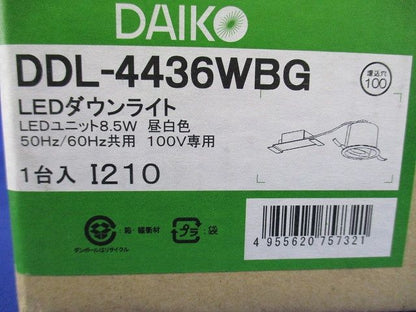 DAIKO
DDL-4436WBG
埋込穴
100
LEDダウンライト
LEDユニット8.5W 昼白色
50Hz/60Hz共用 100V専用
1台入 I210
ダンボールはリサイクル
:箱・緩衝材
プラ
:袋
4 955620 757321